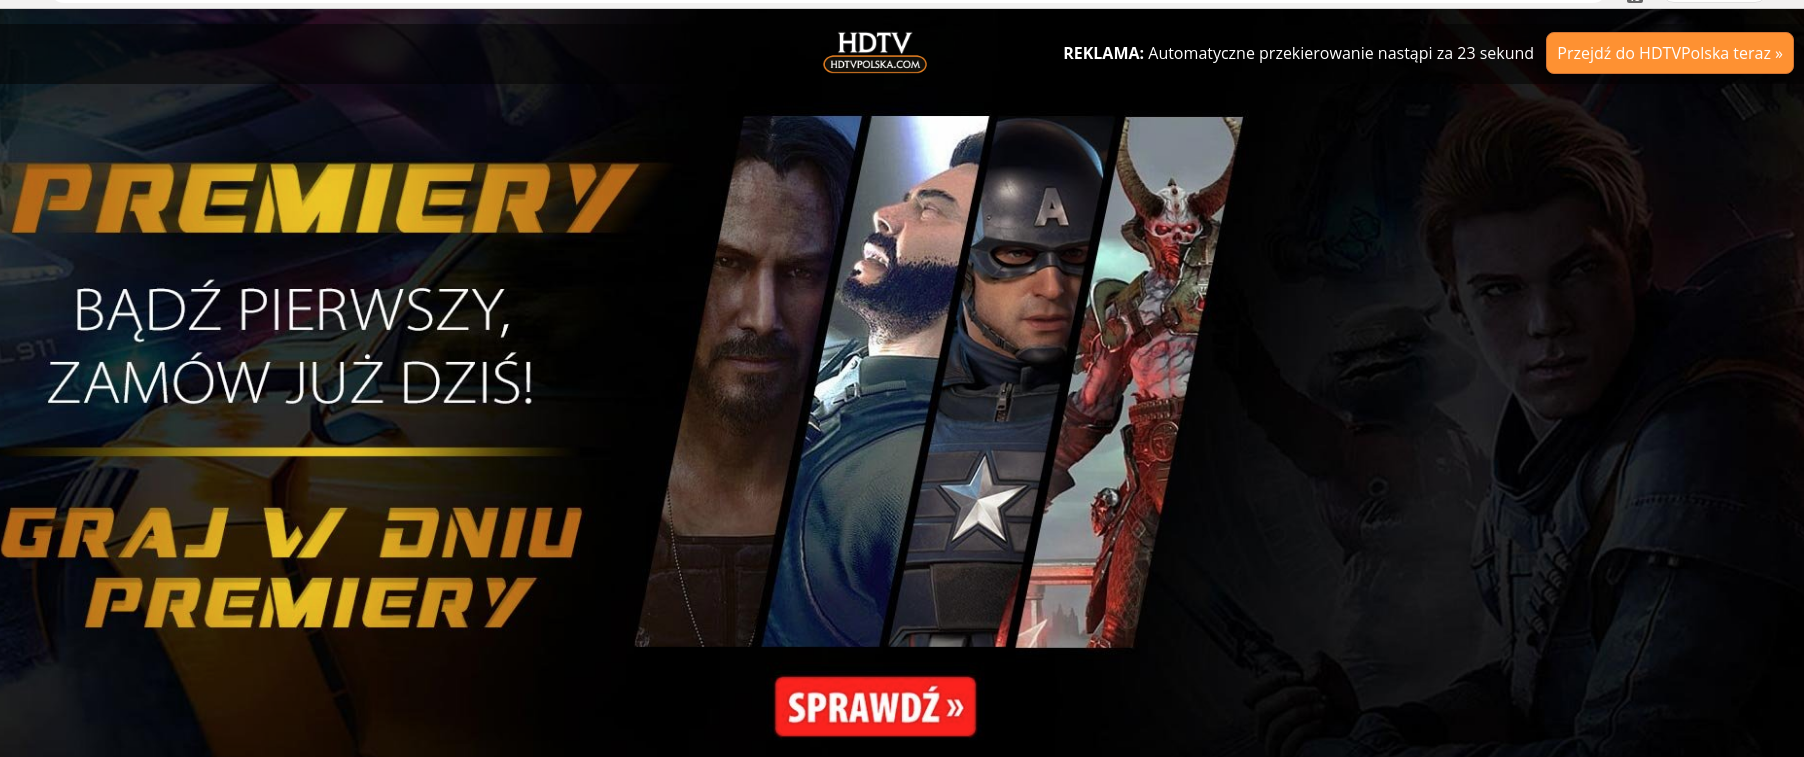 HDTV
HDTVPOLSKA.COM
REKLAMA: Automatyczne przekierowanie nastąpi za 23 sekund
Przejdź do HDTVPolska teraz »
PREMIERY
BĄDŹ PIERWSZY,
ZAMÓW JUŻ DZIŚ!
L911
GRAJ W DNIU
PREMIERY
A
SPRAWDŹ »